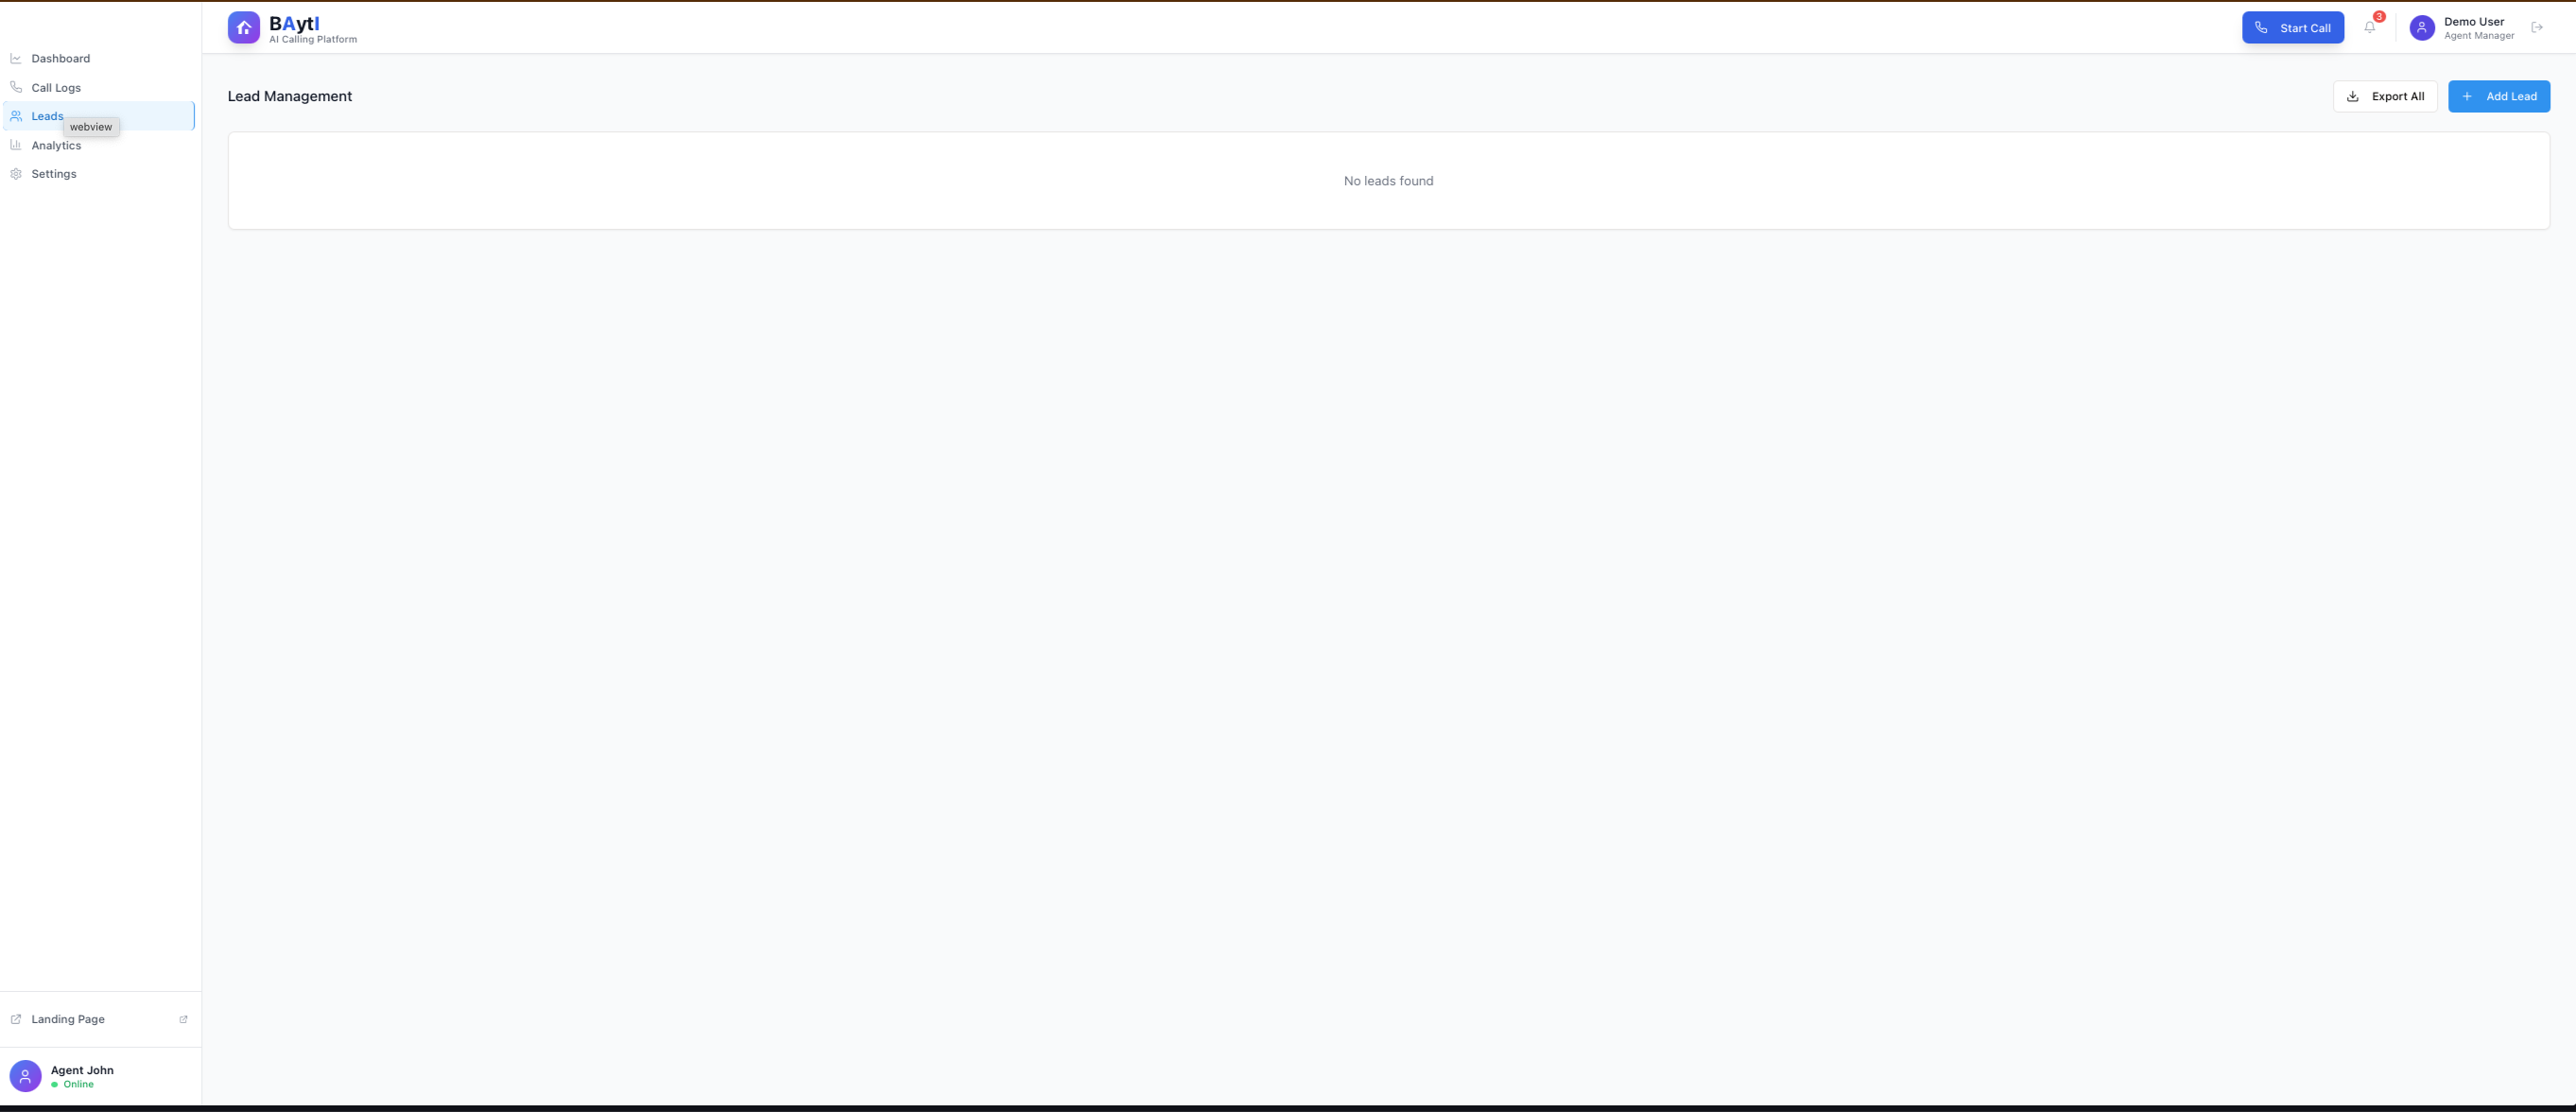 BAytI
AI Calling Platform
Start Call
3
Demo User
Agent Manager
Dashboard
Call Logs
Leads
webview
Analytics
Settings
Lead Management
Export All
Add Lead
No leads found
Landing Page
Agent John
Online